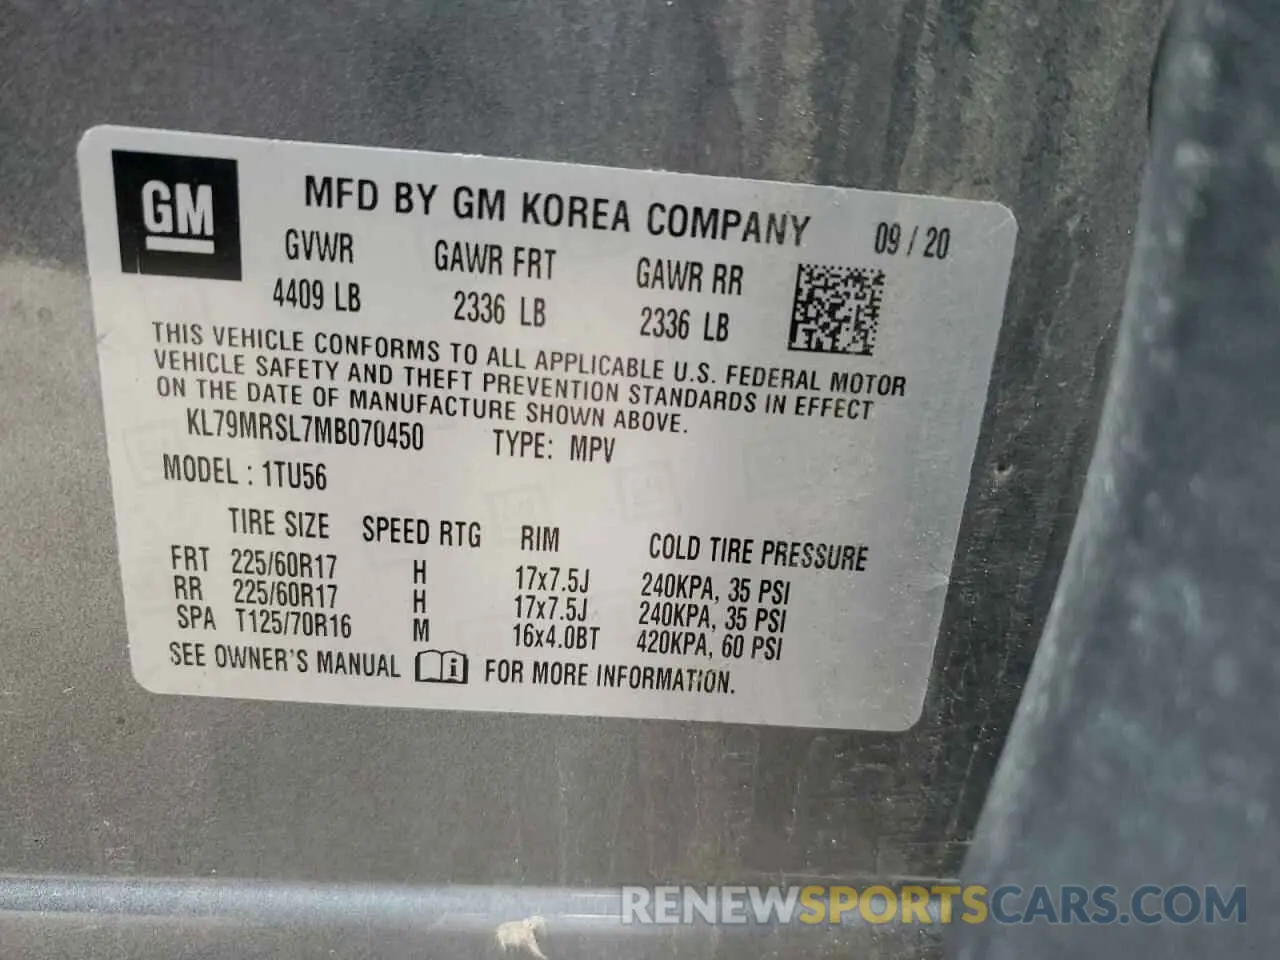 GM
MFD BY GM KOREA COMPANY 09 / 20
GVWR GAWR FRT GAWR RR
4409 LB 2336 LB 2336 LB
THIS VEHICLE CONFORMS TO ALL APPLICABLE U.S. FEDERAL MOTOR
VEHICLE SAFETY AND THEFT PREVENTION STANDARDS IN EFFECT
ON THE DATE OF MANUFACTURE SHOWN ABOVE.
KL79MRSL7MB070450 TYPE: MPV
MODEL : 1TU56
TIRE SIZE SPEED RTG RIM COLD TIRE PRESSURE
FRT 225/60R17 H 17x7.5J 240KPA, 35 PSI
RR 225/60R17 H 17x7.5J 240KPA, 35 PSI
SPA T125/70R16 M 16x4.0BT 420KPA, 60 PSI
SEE OWNER'S MANUAL i FOR MORE INFORMATION.
RENEWSPORTSCARS.COM